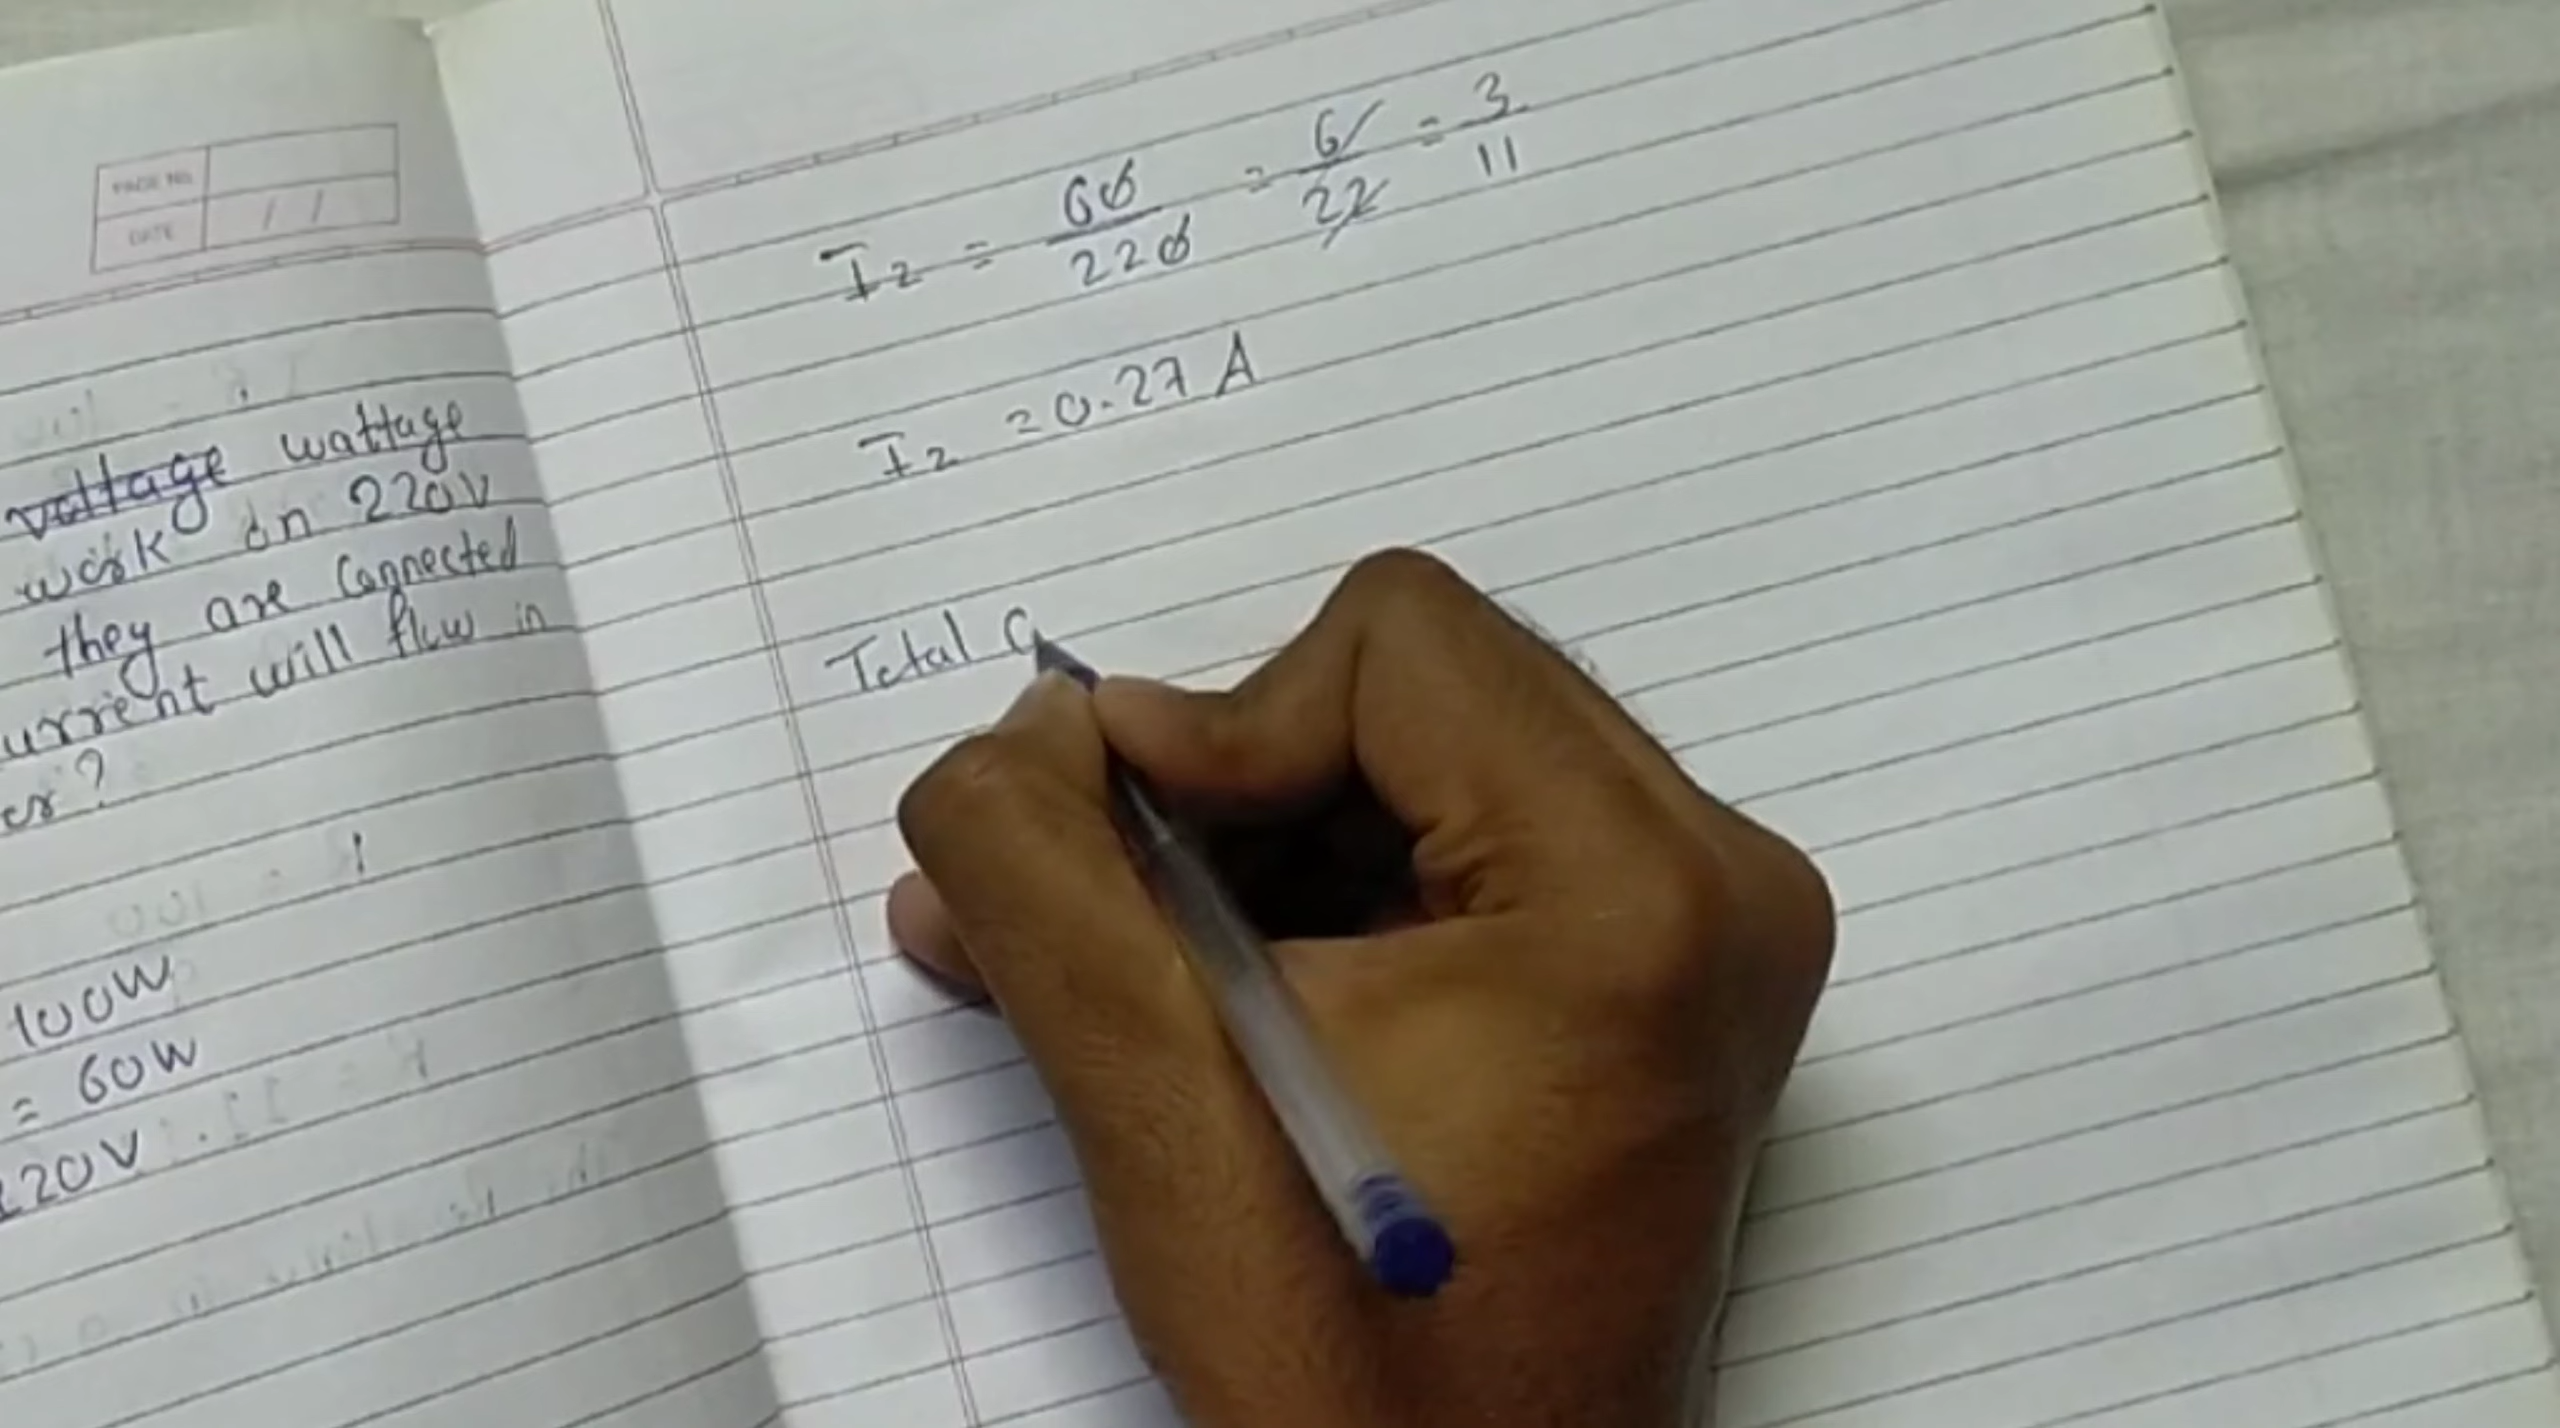 PAGE No.
DATE
voltage wattage
work on 220V
they are connected
urrent will flow in
er?
100W
= 60W
220V
I2 = 60/220 = 6/22 = 3/11
I2 = 0.27 A
Total C